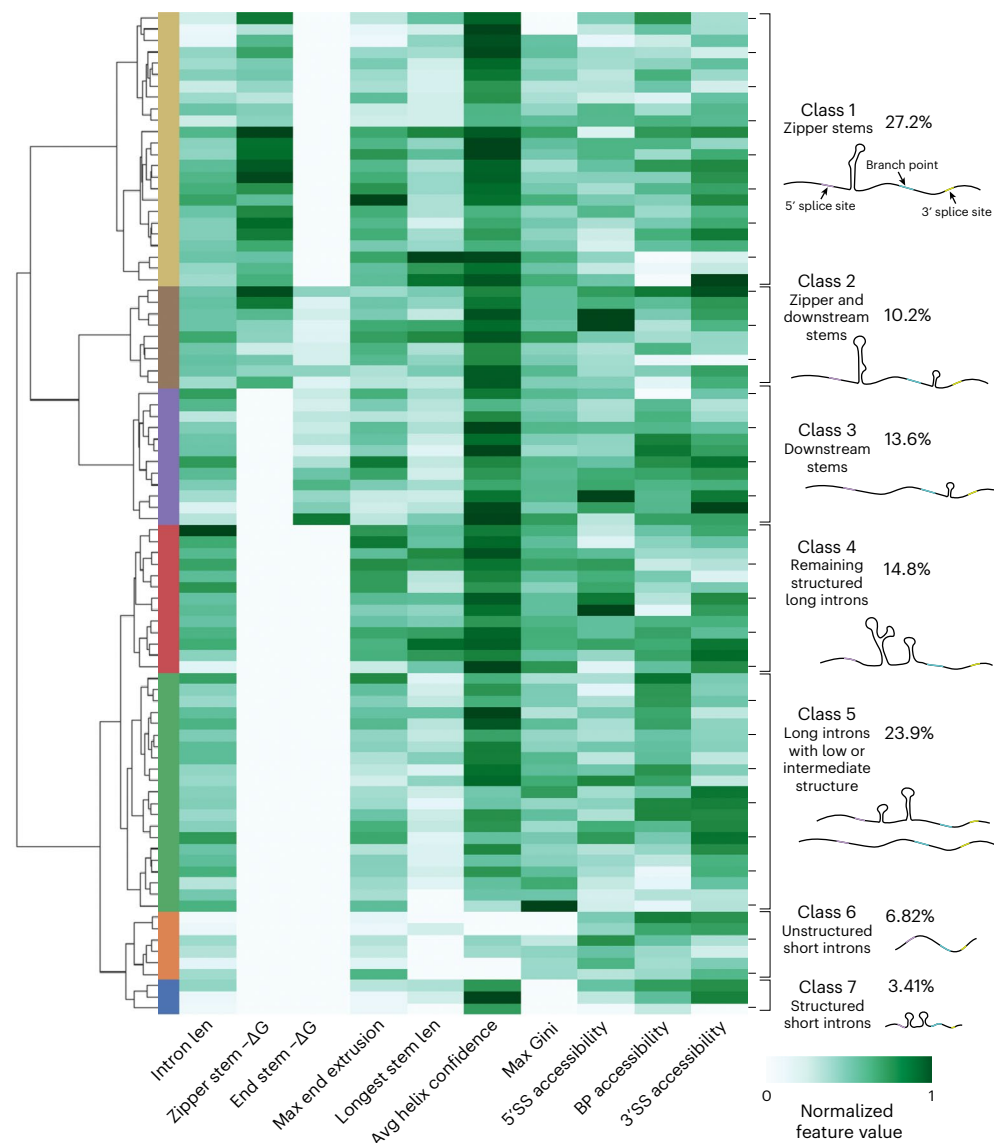 Class 1
Zipper stems
27.2%
Branch point
5′ splice site
3′ splice site
Class 2
Zipper and
downstream
stems
10.2%
Class 3
Downstream
stems
13.6%
Class 4
Remaining
structured
long introns
14.8%
Class 5
Long introns
with low or
intermediate
structure
23.9%
Class 6
Unstructured
short introns
6.82%
Class 7
Structured
short introns
3.41%
Intron len
Zipper stem −ΔG
End stem −ΔG
Max end extrusion
Longest stem len
Avg helix confidence
Max Gini
5′SS accessibility
BP accessibility
3′SS accessibility
0
1
Normalized
feature value